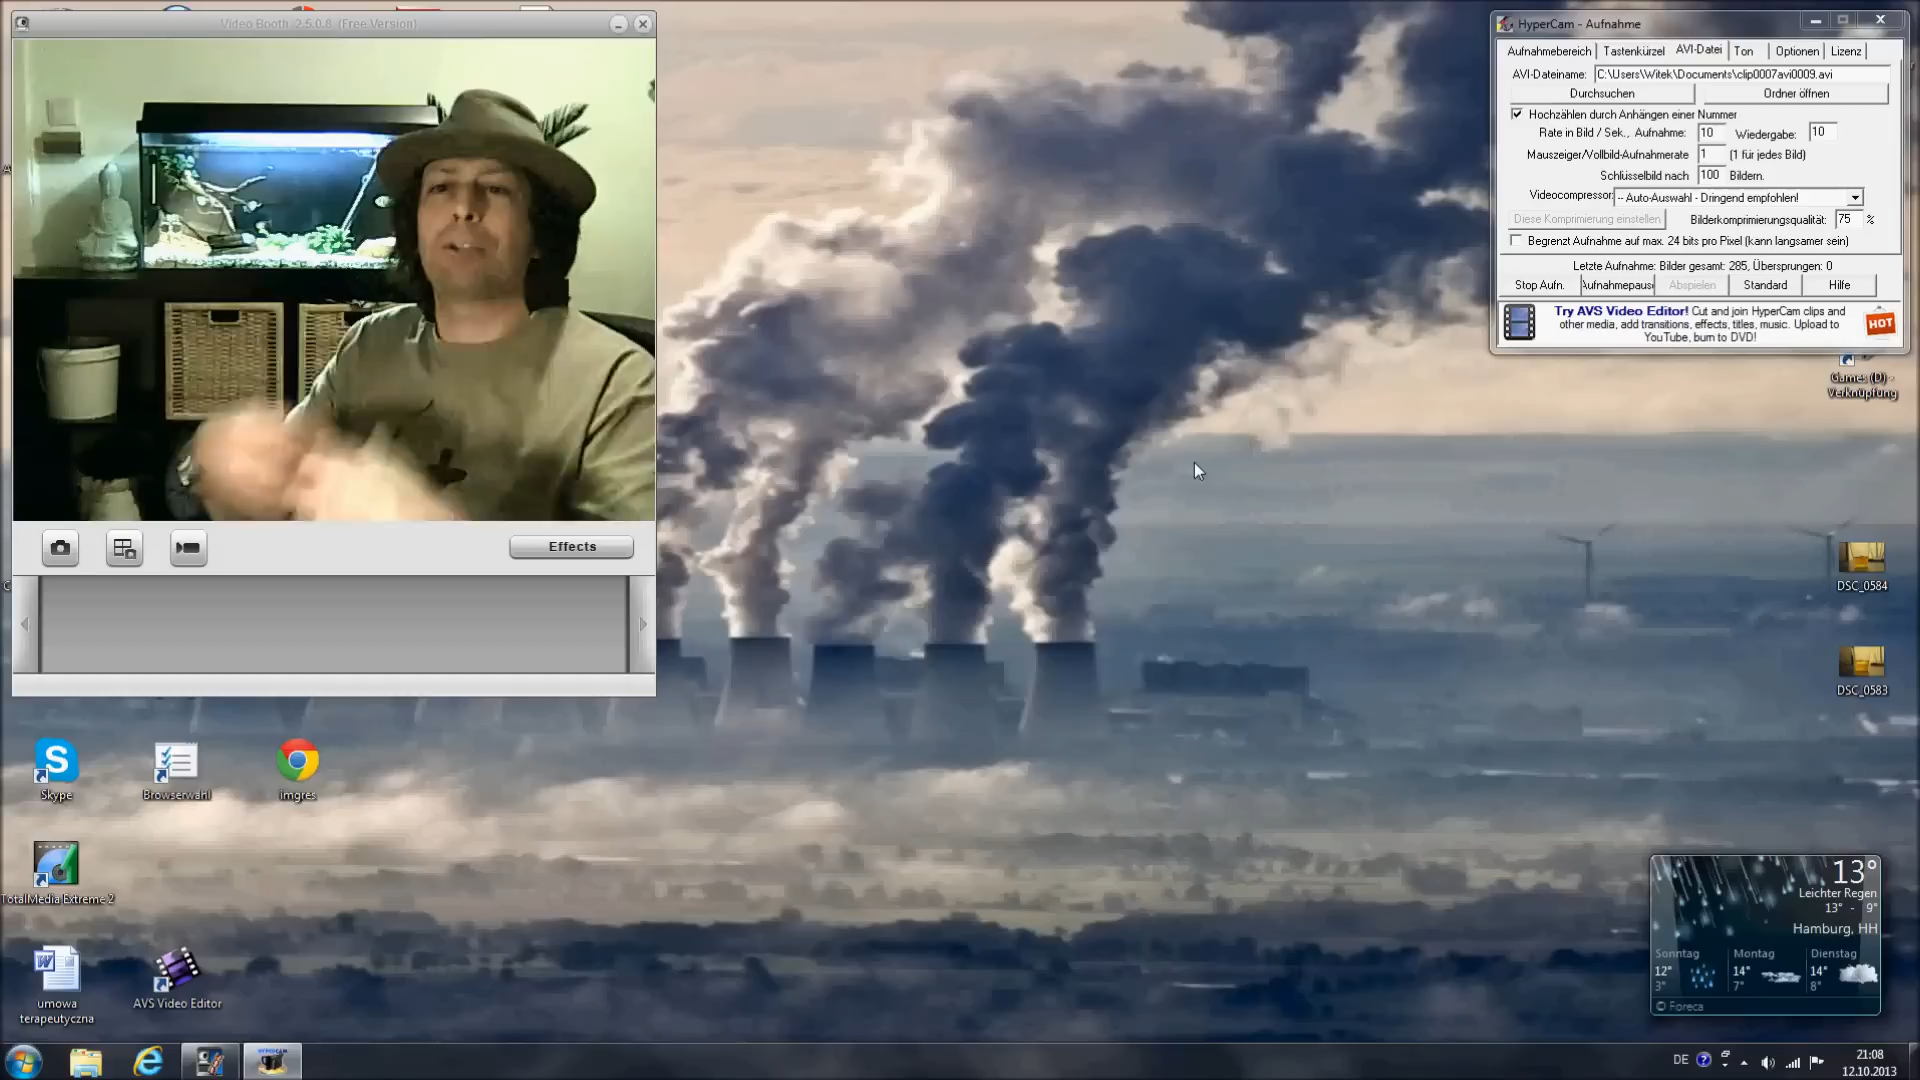 Video Booth 2.5.0.8 (Free Version)
Effects
HyperCam - Aufnahme
Aufnahmebereich
Tastenkürzel
AVI-Datei
Ton
Optionen
Lizenz
AVI-Dateiname: C:\Users\Witek\Documents\clip0007avi0009.avi
Durchsuchen
Ordner öffnen
Hochzählen durch Anhängen einer Nummer
Rate in Bild / Sek., Aufnahme: 10 Wiedergabe: 10
Mauszeiger/Vollbild-Aufnahmerate 1 (1 für jedes Bild)
Schlüsselbild nach 100 Bildern.
Videocompressor: -- Auto-Auswahl - Dringend empfohlen!
Diese Komprimierung einstellen
Bilderkomprimierungsqualität: 75 %
Begrenzt Aufnahme auf max. 24 bits pro Pixel (kann langsamer sein)
Letzte Aufnahme: Bilder gesamt: 285, Übersprungen: 0
Stop Aufn.
Aufnahmepaus
Abspielen
Standard
Hilfe
Try AVS Video Editor! Cut and join HyperCam clips and
other media, add transitions, effects, titles, music. Upload to
YouTube, burn to DVD!
HOT
Games (D) -
Verknüpfung
DSC_0584
DSC_0583
Skype
Browserwahl
imgres
TotalMedia Extreme 2
umowa
terapeutyczna
AVS Video Editor
13°
Leichter Regen
13° - 9°
Hamburg, HH
Sonntag
Montag
Dienstag
12°
3°
14°
7°
14°
8°
© Foreca
HYPERCAM
DE
21:08
12.10.2013